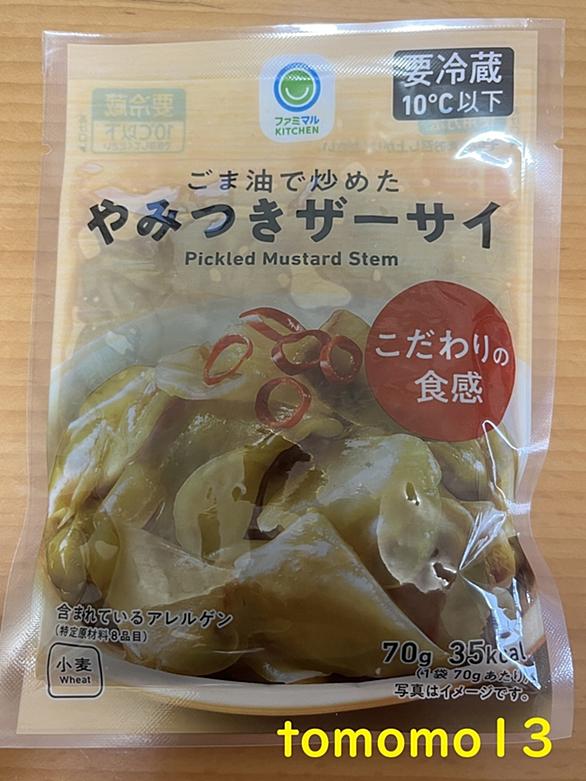 要冷蔵
10℃以下
ファミマル
KITCHEN
ごま油で炒めた
やみつきザーサイ
Pickled Mustard Stem
こだわりの
食感
含まれているアレルゲン
(特定原材料8品目)
小麦
Wheat
70g 35kcal
(1袋 70gあたり)
写真はイメージです。
tomomo13